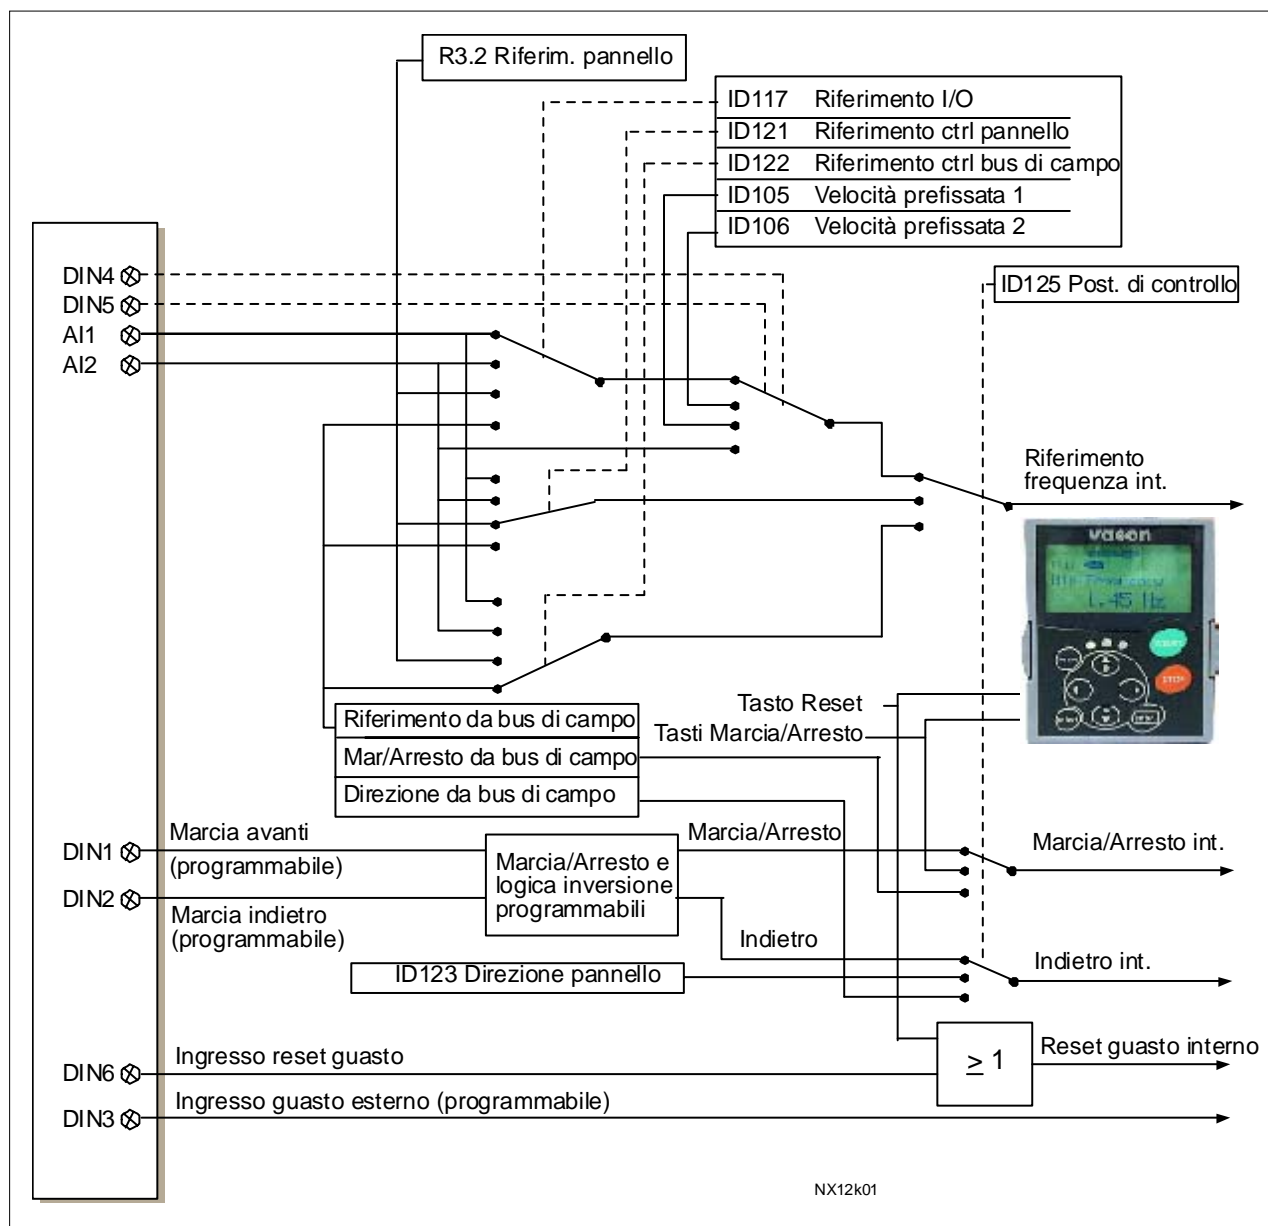 R3.2 Riferim. pannello
ID117 Riferimento I/O
ID121 Riferimento ctrl pannello
ID122 Riferimento ctrl bus di campo
ID105 Velocità prefissata 1
ID106 Velocità prefissata 2
ID125 Post. di controllo
DIN4
DIN5
AI1
AI2
Riferimento
frequenza int.
vacon
1.45 Hz
STOP
Tasto Reset
Tasti Marcia/Arresto
Riferimento da bus di campo
Mar/Arresto da bus di campo
Direzione da bus di campo
DIN1
Marcia avanti
(programmabile)
DIN2
Marcia indietro
(programmabile)
Marcia/Arresto e
logica inversione
programmabili
Marcia/Arresto
Indietro
Marcia/Arresto int.
Indietro int.
ID123 Direzione pannello
DIN6
Ingresso reset guasto
≥ 1
Reset guasto interno
DIN3
Ingresso guasto esterno (programmabile)
NX12k01